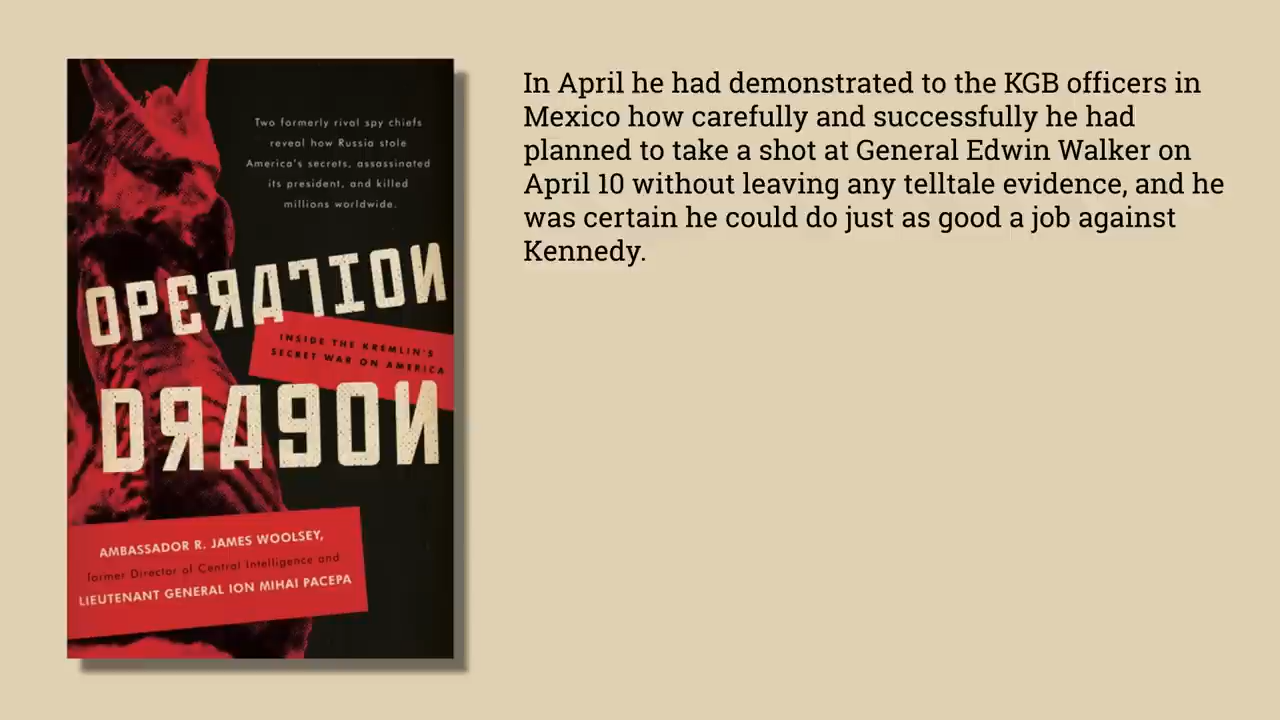 Two formerly rival spy chiefs
reveal how Russia stole
America's secrets, assassinated
its president, and killed
millions worldwide.
OPERATION
INSIDE THE KREMLIN'S
SECRET WAR ON AMERICA
DRAGON
AMBASSADOR R. JAMES WOOLSEY,
former Director of Central Intelligence and
LIEUTENANT GENERAL ION MIHAI PACEPA
In April he had demonstrated to the KGB officers in
Mexico how carefully and successfully he had
planned to take a shot at General Edwin Walker on
April 10 without leaving any telltale evidence, and he
was certain he could do just as good a job against
Kennedy.